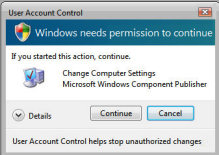 User Account Control
Windows needs permission to continue
If you started this action, continue.
Change Computer Settings
Microsoft Windows Component Publisher
Details
Continue
Cancel
User Account Control helps stop unauthorized changes